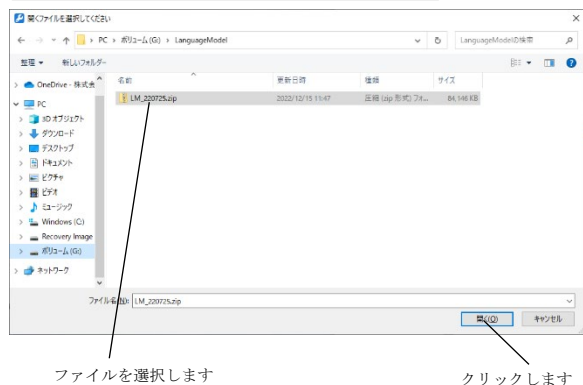 開くファイルを選択してください
PC › ボリューム (G:) › LanguageModel
LanguageModelの検索
整理 ▼ 新しいフォルダー
名前 更新日時 種類 サイズ
OneDrive - 株式会
LM_220725.zip 2022/12/15 11:47 圧縮 (zip 形式) フォ... 84,146 KB
PC
3D オブジェクト
ダウンロード
デスクトップ
ドキュメント
ピクチャ
ビデオ
ミュージック
Windows (C:)
Recovery Image
ボリューム (G:)
ネットワーク
ファイル名(N): LM_220725.zip
開く(O) キャンセル
ファイルを選択します
クリックします